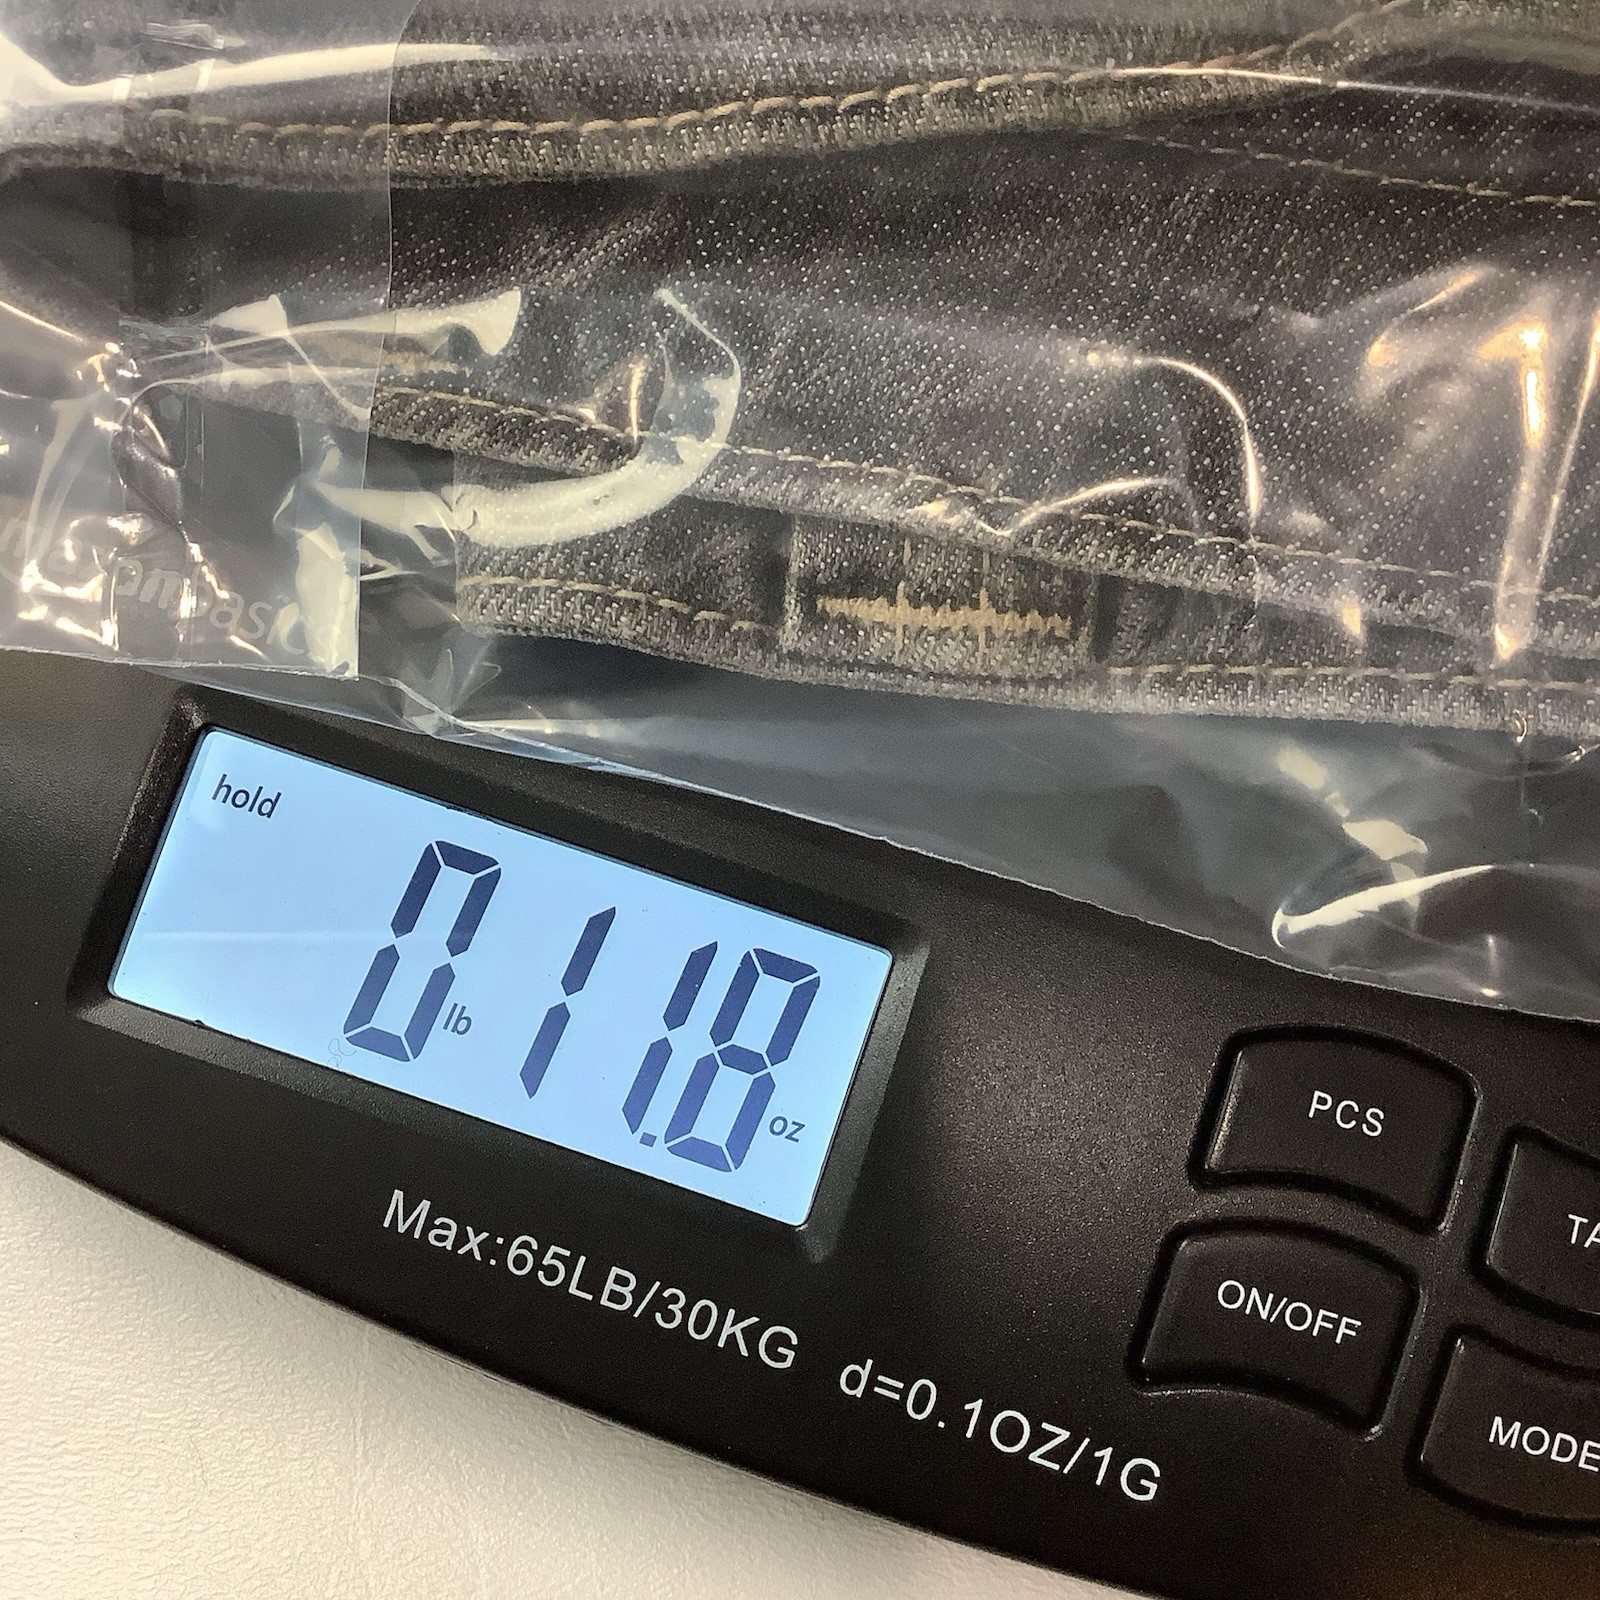 hold
0 lb 11.8 oz
Max:65LB/30KG d=0.1OZ/1G
PCS
ON/OFF
MODE